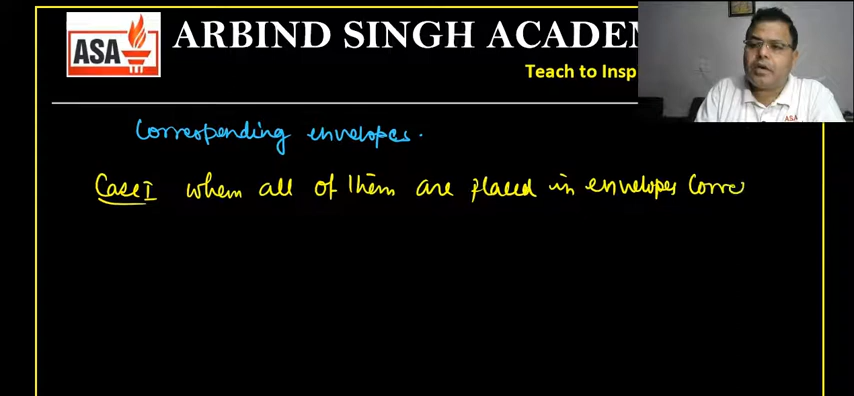 ARBIND SINGH ACADEM
ASA
Teach to Insp
ASA
Corresponding envelopes.
Case I when all of them are placed in envelopes Corre